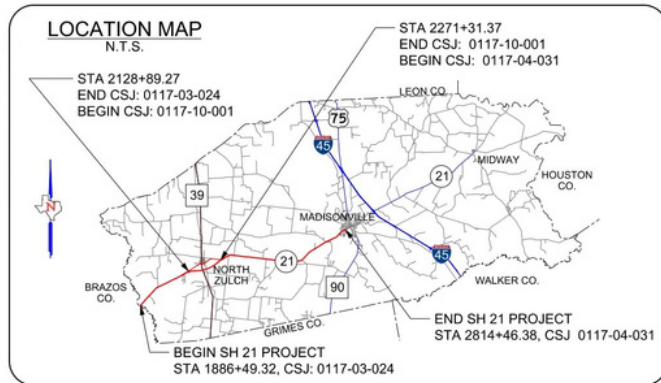 LOCATION MAP
N.T.S.
STA 2271+31.37
END CSJ: 0117-10-001
BEGIN CSJ: 0117-04-031
STA 2128+89.27
END CSJ: 0117-03-024
BEGIN CSJ: 0117-10-001
LEON CO.
75
45
MIDWAY
21
HOUSTON
CO.
39
N
MADISONVILLE
NORTH
ZULCH
21
45
BRAZOS
CO.
90
WALKER CO.
GRIMES CO.
END SH 21 PROJECT
STA 2814+46.38, CSJ 0117-04-031
BEGIN SH 21 PROJECT
STA 1886+49.32, CSJ: 0117-03-024